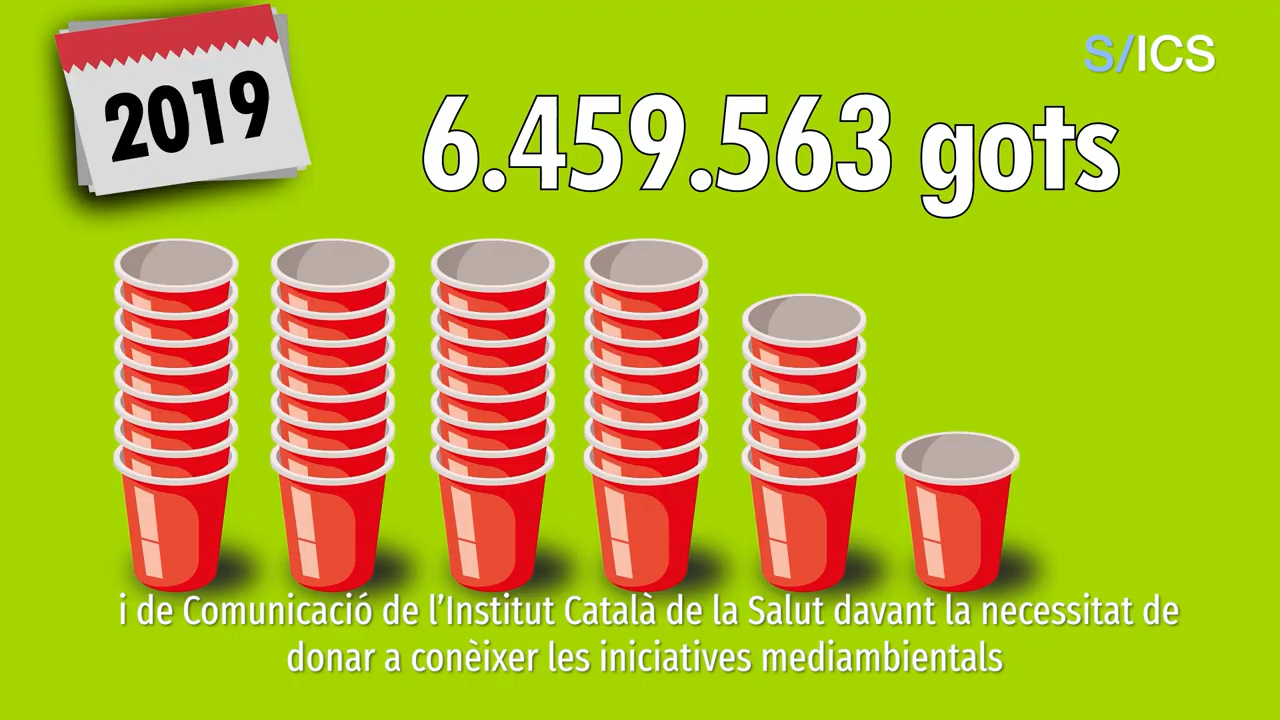 2019
S/ICS
6.459.563 gots
i de Comunicació de l’Institut Català de la Salut davant la necessitat de
donar a conèixer les iniciatives mediambientals